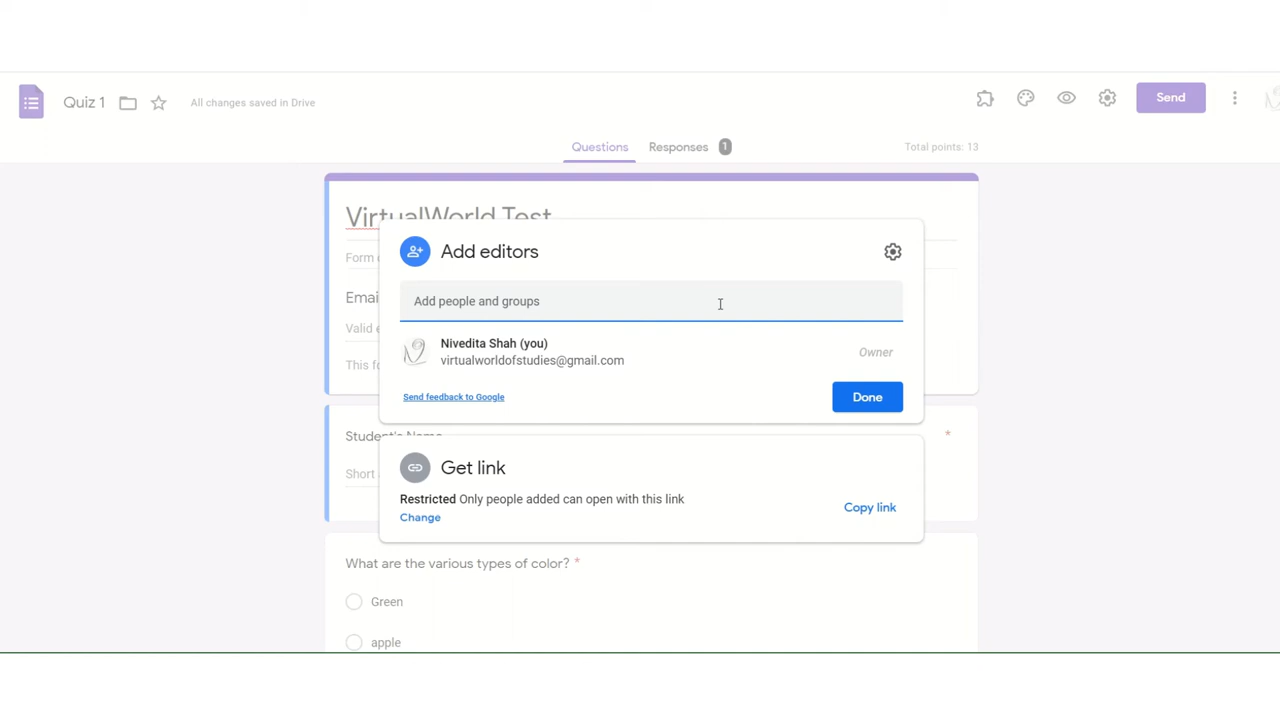 Quiz 1
All changes saved in Drive
Send
Questions
Responses 1
Total points: 13
VirtualWorld Test
Form
Add editors
Add people and groups
Email
Valid e
Nivedita Shah (you)
virtualworldofstudies@gmail.com
Owner
This fo
Send feedback to Google
Done
Student's Name
*
Short
Get link
Restricted Only people added can open with this link
Change
Copy link
What are the various types of color? *
Green
apple